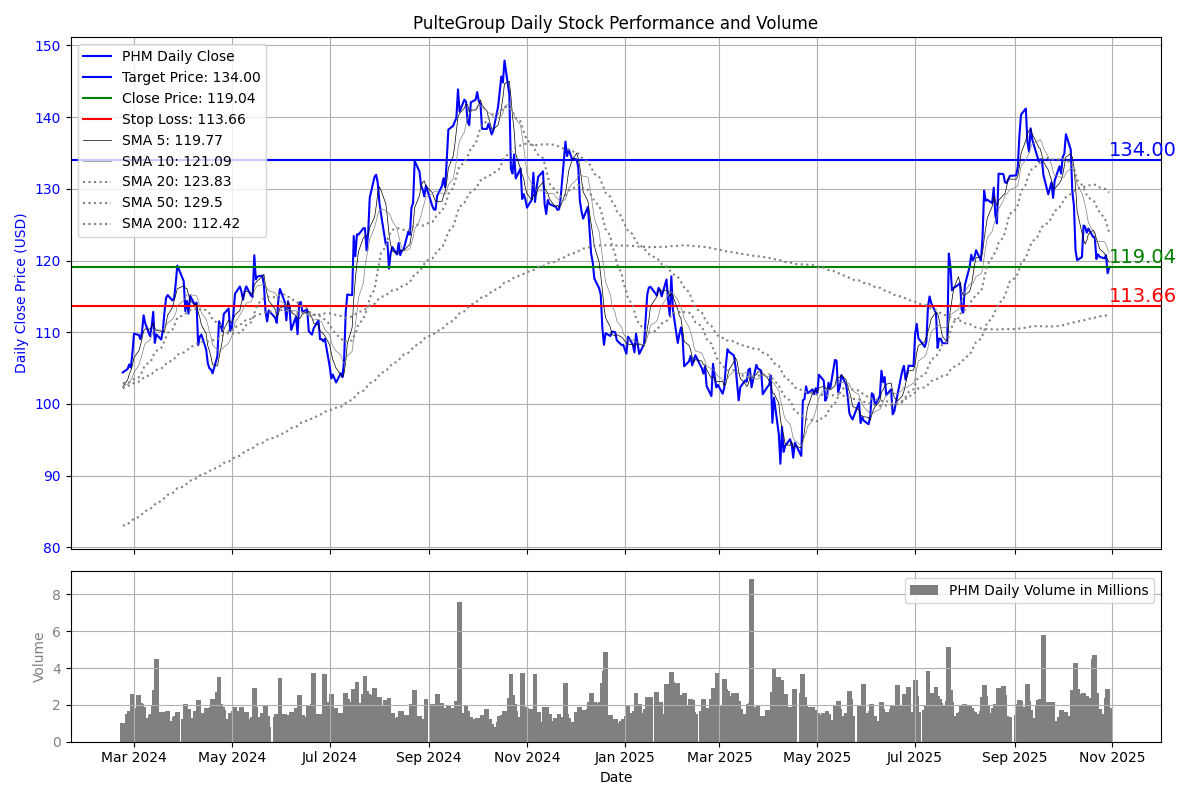 PulteGroup Daily Stock Performance and Volume
PHM Daily Close
Target Price: 134.00
Close Price: 119.04
Stop Loss: 113.66
SMA 5: 119.77
SMA 10: 121.09
SMA 20: 123.83
SMA 50: 129.5
SMA 200: 112.42
150
140
130
120
110
100
90
80
Daily Close Price (USD)
134.00
119.04
113.66
PHM Daily Volume in Millions
8
6
4
2
0
Volume
Mar 2024 May 2024 Jul 2024 Sep 2024 Nov 2024 Jan 2025 Mar 2025 May 2025 Jul 2025 Sep 2025 Nov 2025
Date